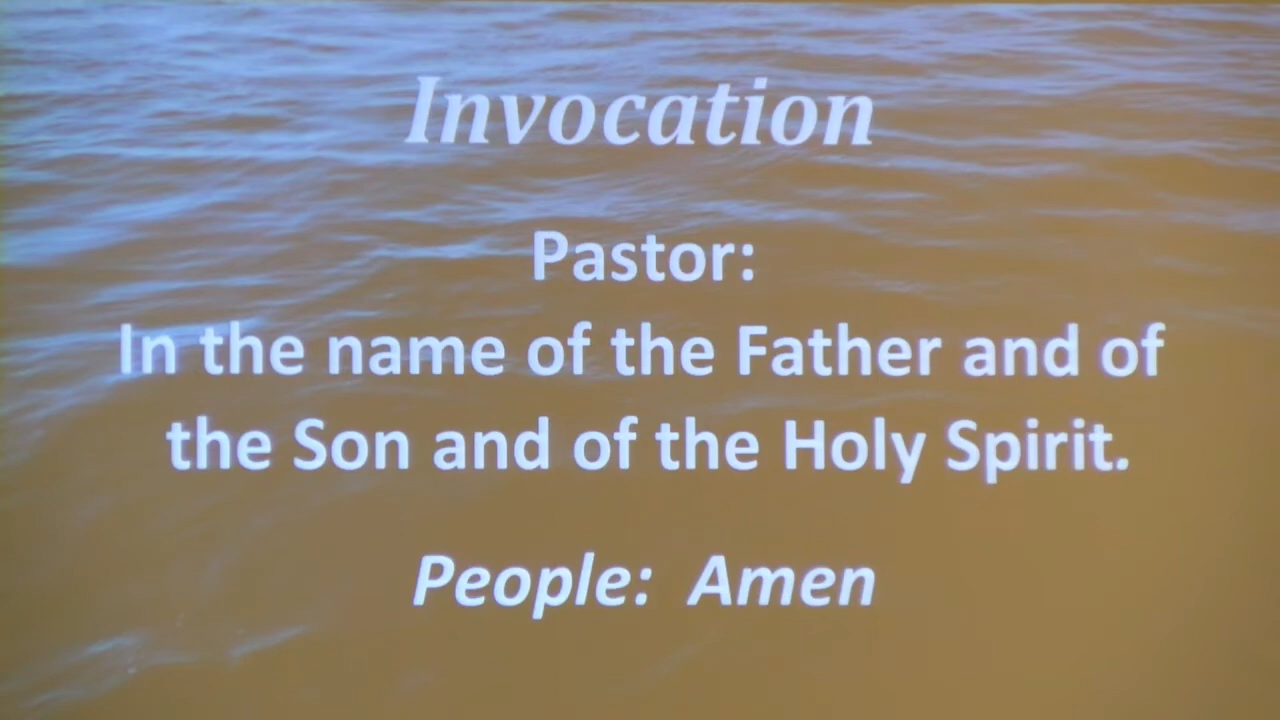 Invocation
Pastor:
In the name of the Father and of
the Son and of the Holy Spirit.
People: Amen